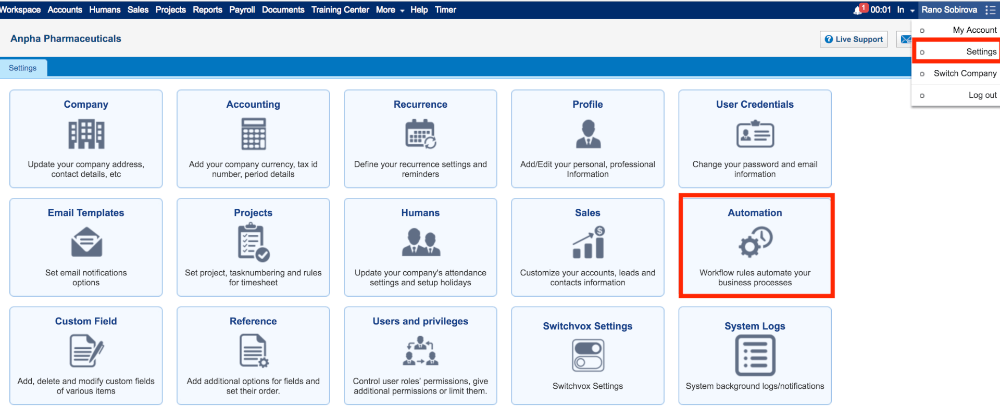 Workspace Accounts Humans Sales Projects Reports Payroll Documents Training Center More Help Timer 1 00:01 In Rano Sobirova
Anpha Pharmaceuticals
? Live Support
My Account
Settings
Switch Company
Log out
Settings
Company
Update your company address,
contact details, etc
Accounting
Add your company currency, tax id
number, period details
Recurrence
Define your recurrence settings and
reminders
Profile
Add/Edit your personal, professional
Information
User Credentials
Change your password and email
information
Email Templates
Set email notifications
options
Projects
Set project, tasknumbering and rules
for timesheet
Humans
Update your company's attendance
settings and setup holidays
Sales
$
Customize your accounts, leads and
contacts information
Automation
Workflow rules automate your
business processes
Custom Field
Add, delete and modify custom fields
of various items
Reference
Add additional options for fields and
set their order.
Users and privileges
Control user roles’ permissions, give
additional permissions or limit them.
Switchvox Settings
Switchvox Settings
System Logs
System background logs/notifications